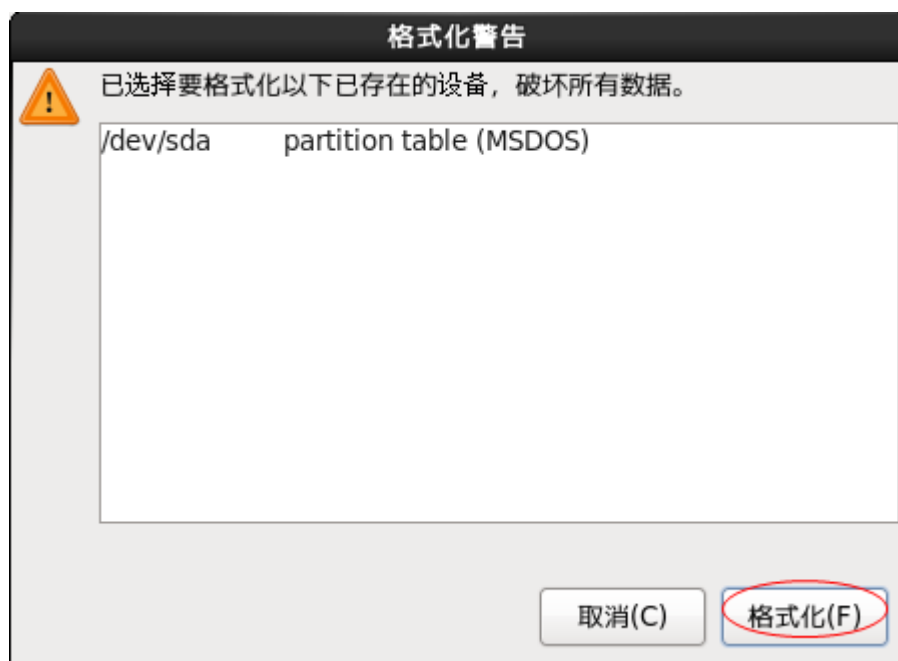 格式化警告
已选择要格式化以下已存在的设备，破坏所有数据。
/dev/sda partition table (MSDOS)
取消(C) 格式化(F)